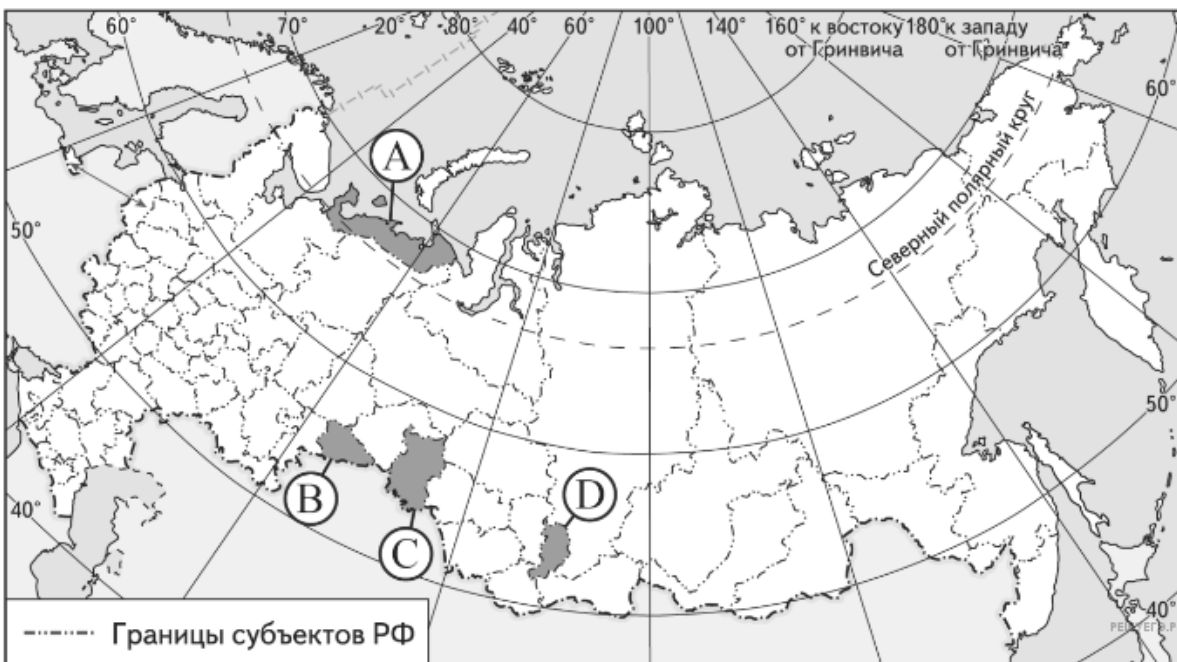 60° 70° 20° 80° 40° 60° 100° 140° 160° к востоку 180° к западу
от Гринвича от Гринвича
60°
Северный полярный круг
A
50°
50°
B
C
D
40°
40°
Границы субъектов РФ